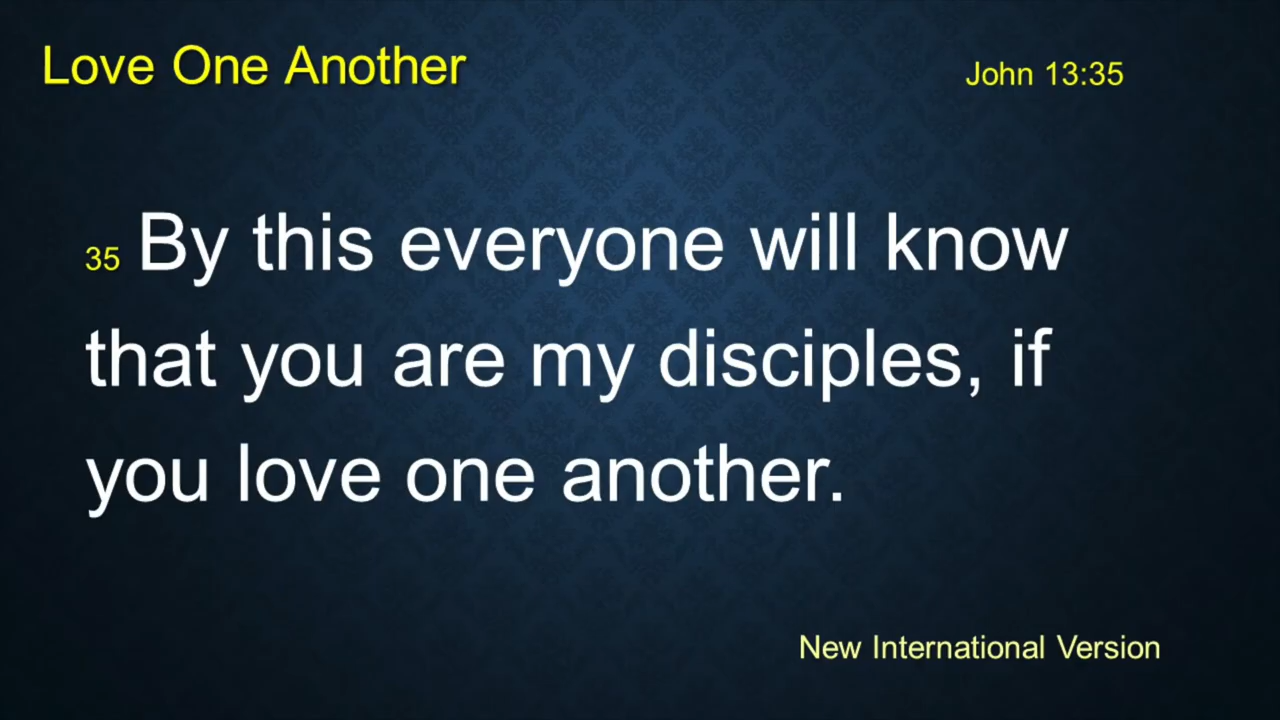 Love One Another
John 13:35
35 By this everyone will know
that you are my disciples, if
you love one another.
New International Version